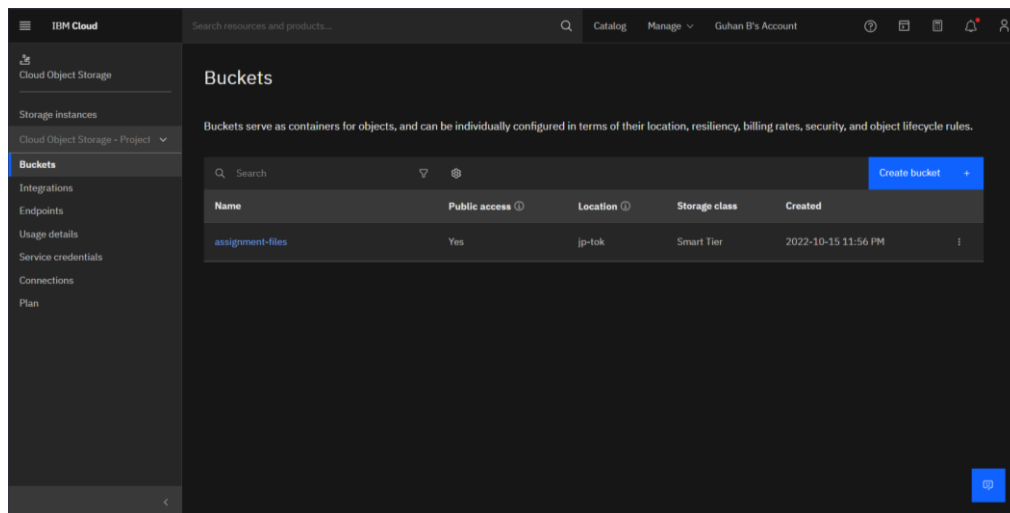 IBM Cloud
Search resources and products...
Catalog
Manage
Guhan B's Account
Cloud Object Storage
Storage instances
Cloud Object Storage - Project
Buckets
Integrations
Endpoints
Usage details
Service credentials
Connections
Plan
Buckets
Buckets serve as containers for objects, and can be individually configured in terms of their location, resiliency, billing rates, security, and object lifecycle rules.
Search
Create bucket +
Name Public access Location Storage class Created
assignment-files Yes jp-tok Smart Tier 2022-10-15 11:56 PM